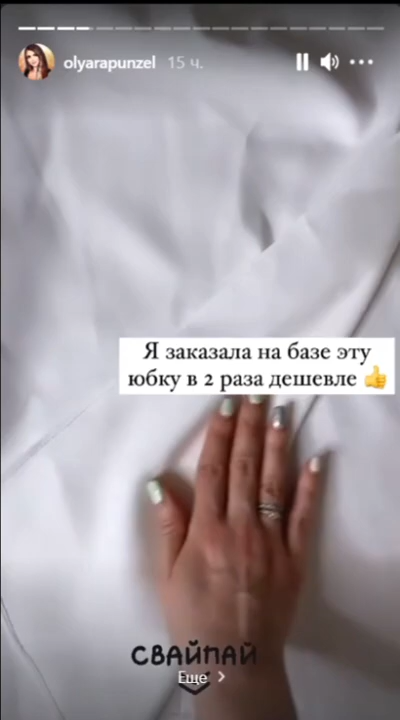 olyarapunzel 15 ч.
Я заказала на базе эту
юбку в 2 раза дешевле 👍
СВАЙПАЙ
Еще